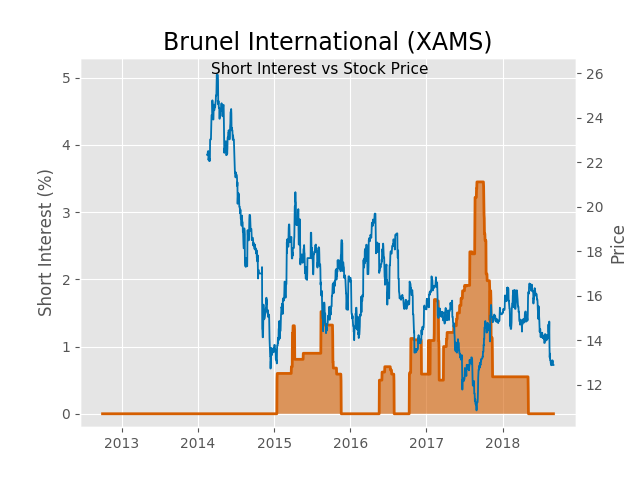 Brunel International (XAMS)
Short Interest vs Stock Price
Short Interest (%)
5
4
3
2
1
0
26
24
22
20
18
16
14
12
Price
2013 2014 2015 2016 2017 2018